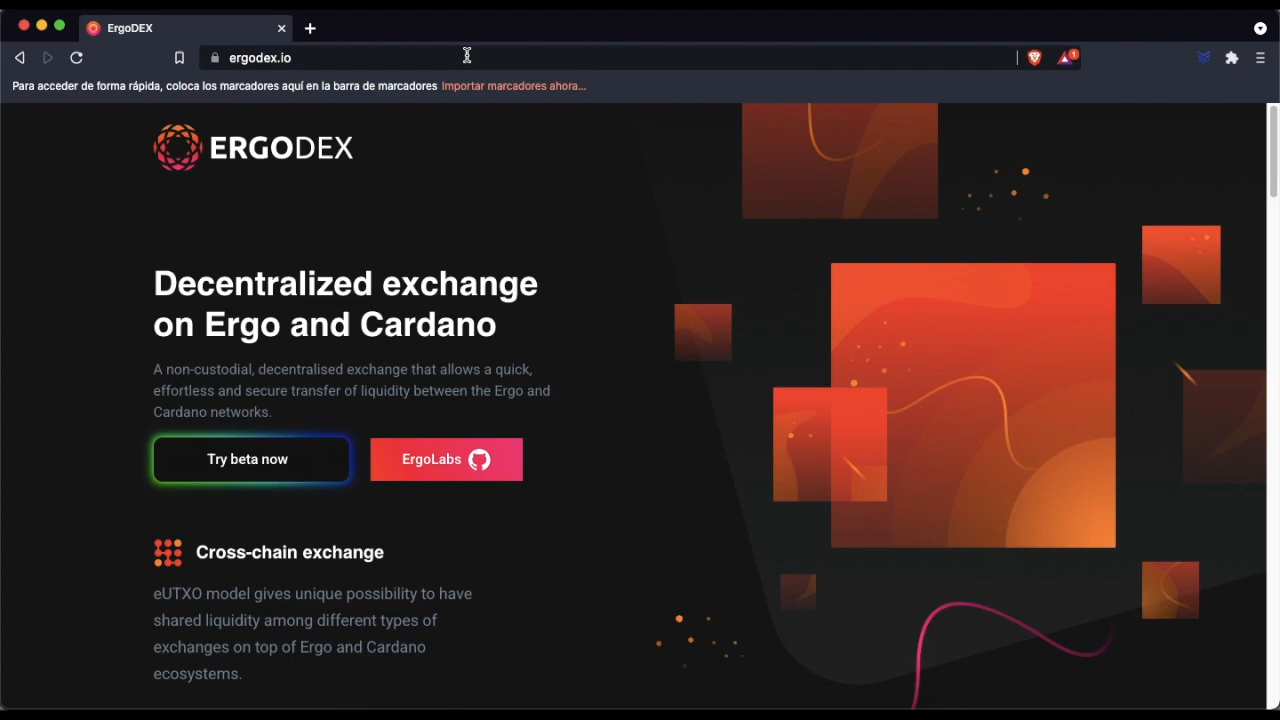 ErgoDEX
ergodex.io
1
Para acceder de forma rápida, coloca los marcadores aquí en la barra de marcadores Importar marcadores ahora...
ERGODEX
Decentralized exchange
on Ergo and Cardano
A non-custodial, decentralised exchange that allows a quick,
effortless and secure transfer of liquidity between the Ergo and
Cardano networks.
Try beta now
ErgoLabs
Cross-chain exchange
eUTXO model gives unique possibility to have
shared liquidity among different types of
exchanges on top of Ergo and Cardano
ecosystems.